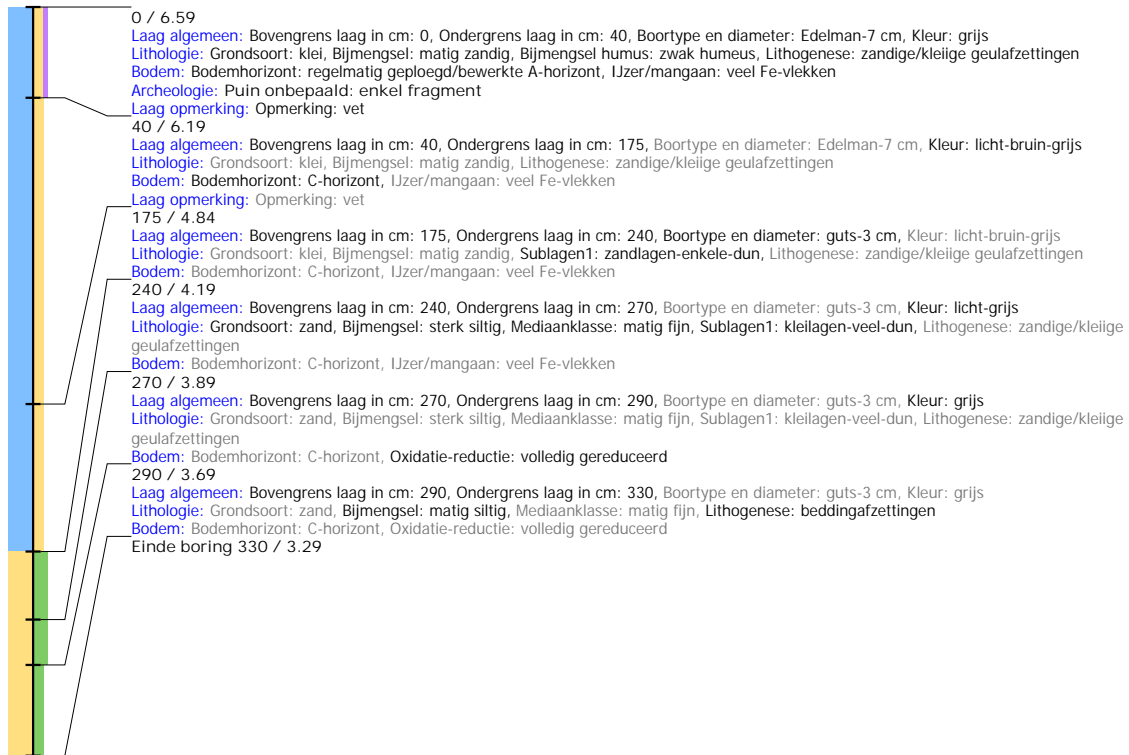 0 / 6.59
Laag algemeen: Bovengrens laag in cm: 0, Ondergrens laag in cm: 40, Boortype en diameter: Edelman-7 cm, Kleur: grijs
Lithologie: Grondsoort: klei, Bijmengsel: matig zandig, Bijmengsel humus: zwak humeus, Lithogenese: zandige/kleiige geulafzettingen
Bodem: Bodemhorizont: regelmatig geploegd/bewerkte A-horizont, IJzer/mangaan: veel Fe-vlekken
Archeologie: Puin onbepaald: enkel fragment
Laag opmerking: Opmerking: vet
40 / 6.19
Laag algemeen: Bovengrens laag in cm: 40, Ondergrens laag in cm: 175, Boortype en diameter: Edelman-7 cm, Kleur: licht-bruin-grijs
Lithologie: Grondsoort: klei, Bijmengsel: matig zandig, Lithogenese: zandige/kleiige geulafzettingen
Bodem: Bodemhorizont: C-horizont, IJzer/mangaan: veel Fe-vlekken
Laag opmerking: Opmerking: vet
175 / 4.84
Laag algemeen: Bovengrens laag in cm: 175, Ondergrens laag in cm: 240, Boortype en diameter: guts-3 cm, Kleur: licht-bruin-grijs
Lithologie: Grondsoort: klei, Bijmengsel: matig zandig, Sublagen1: zandlagen-enkele-dun, Lithogenese: zandige/kleiige geulafzettingen
Bodem: Bodemhorizont: C-horizont, IJzer/mangaan: veel Fe-vlekken
240 / 4.19
Laag algemeen: Bovengrens laag in cm: 240, Ondergrens laag in cm: 270, Boortype en diameter: guts-3 cm, Kleur: licht-grijs
Lithologie: Grondsoort: zand, Bijmengsel: sterk siltig, Mediaanklasse: matig fijn, Sublagen1: kleilagen-veel-dun, Lithogenese: zandige/kleiige
geulafzettingen
Bodem: Bodemhorizont: C-horizont, IJzer/mangaan: veel Fe-vlekken
270 / 3.89
Laag algemeen: Bovengrens laag in cm: 270, Ondergrens laag in cm: 290, Boortype en diameter: guts-3 cm, Kleur: grijs
Lithologie: Grondsoort: zand, Bijmengsel: sterk siltig, Mediaanklasse: matig fijn, Sublagen1: kleilagen-veel-dun, Lithogenese: zandige/kleiige
geulafzettingen
Bodem: Bodemhorizont: C-horizont, Oxidatie-reductie: volledig gereduceerd
290 / 3.69
Laag algemeen: Bovengrens laag in cm: 290, Ondergrens laag in cm: 330, Boortype en diameter: guts-3 cm, Kleur: grijs
Lithologie: Grondsoort: zand, Bijmengsel: matig siltig, Mediaanklasse: matig fijn, Lithogenese: beddingafzettingen
Bodem: Bodemhorizont: C-horizont, Oxidatie-reductie: volledig gereduceerd
Einde boring 330 / 3.29